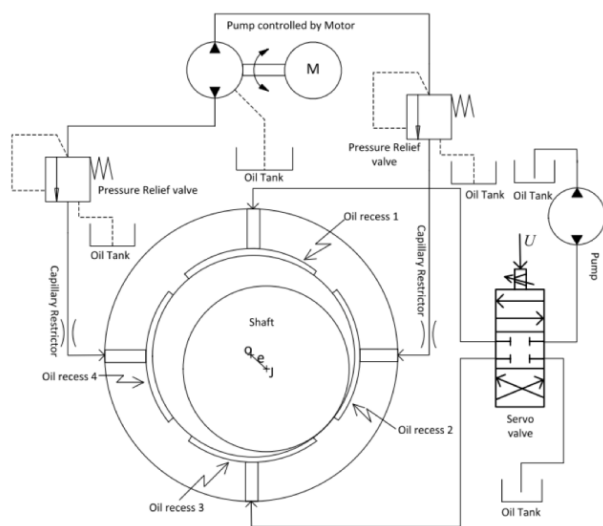 Pump controlled by Motor
M
Pressure Relief
valve
Oil Tank
Oil Tank
Oil Tank
Pressure Relief valve
Oil Tank
Oil recess 1
U
Pump
Capillary Restrictor
Capillary Restrictor
Shaft
O
e
J
Oil recess 4
Oil recess 2
Servo
valve
Oil recess 3
Oil Tank